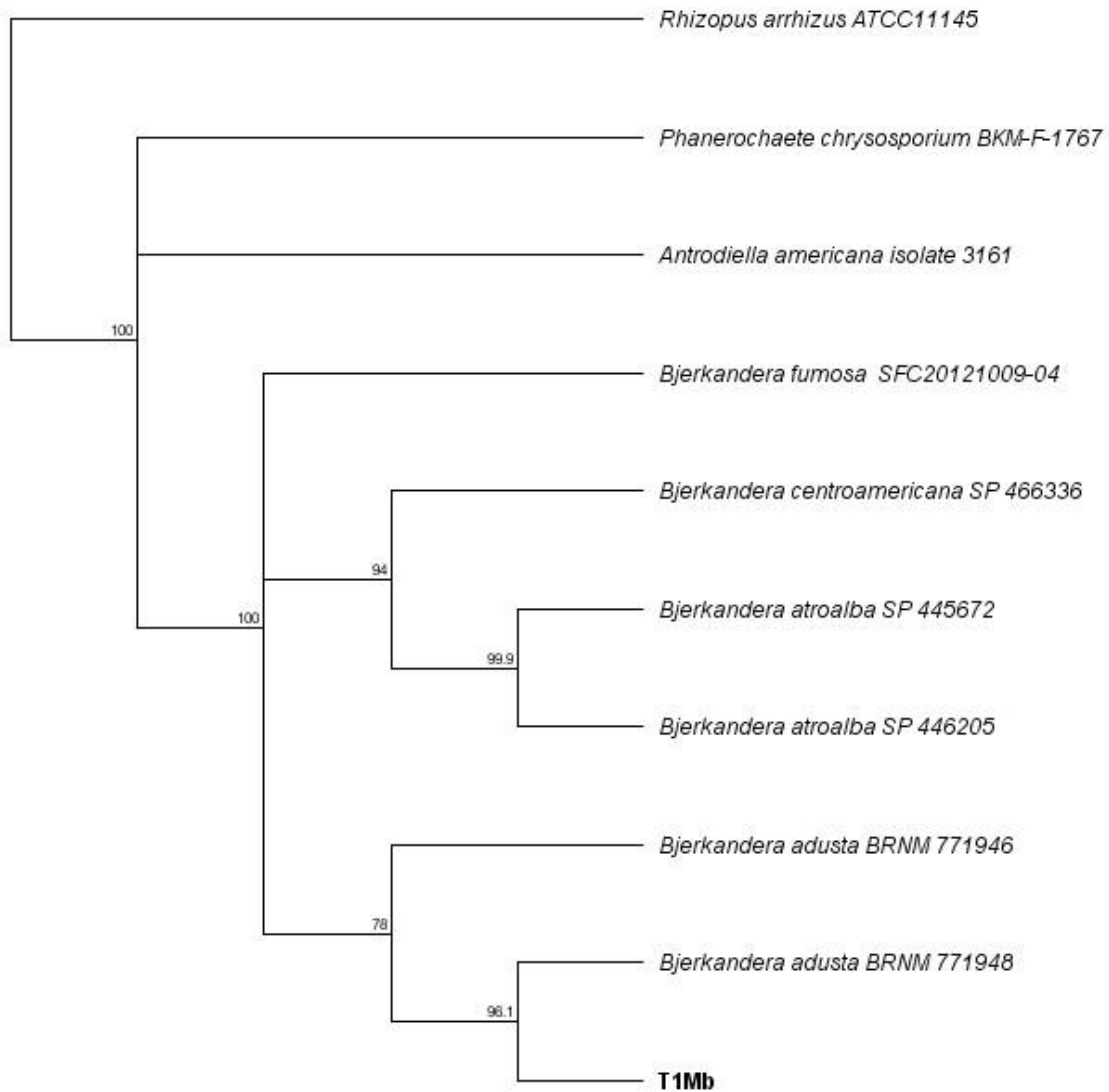 Rhizopus arrhizus ATCC11145
Phanerochaete chrysosporium BKM-F-1767
Antrodiella americana isolate 3161
100
Bjerkandera fumosa SFC20121009-04
Bjerkandera centroamericana SP 466336
94
100
Bjerkandera atroalba SP 445672
99.9
Bjerkandera atroalba SP 446205
Bjerkandera adusta BRNM 771946
78
Bjerkandera adusta BRNM 771948
96.1
T1Mb